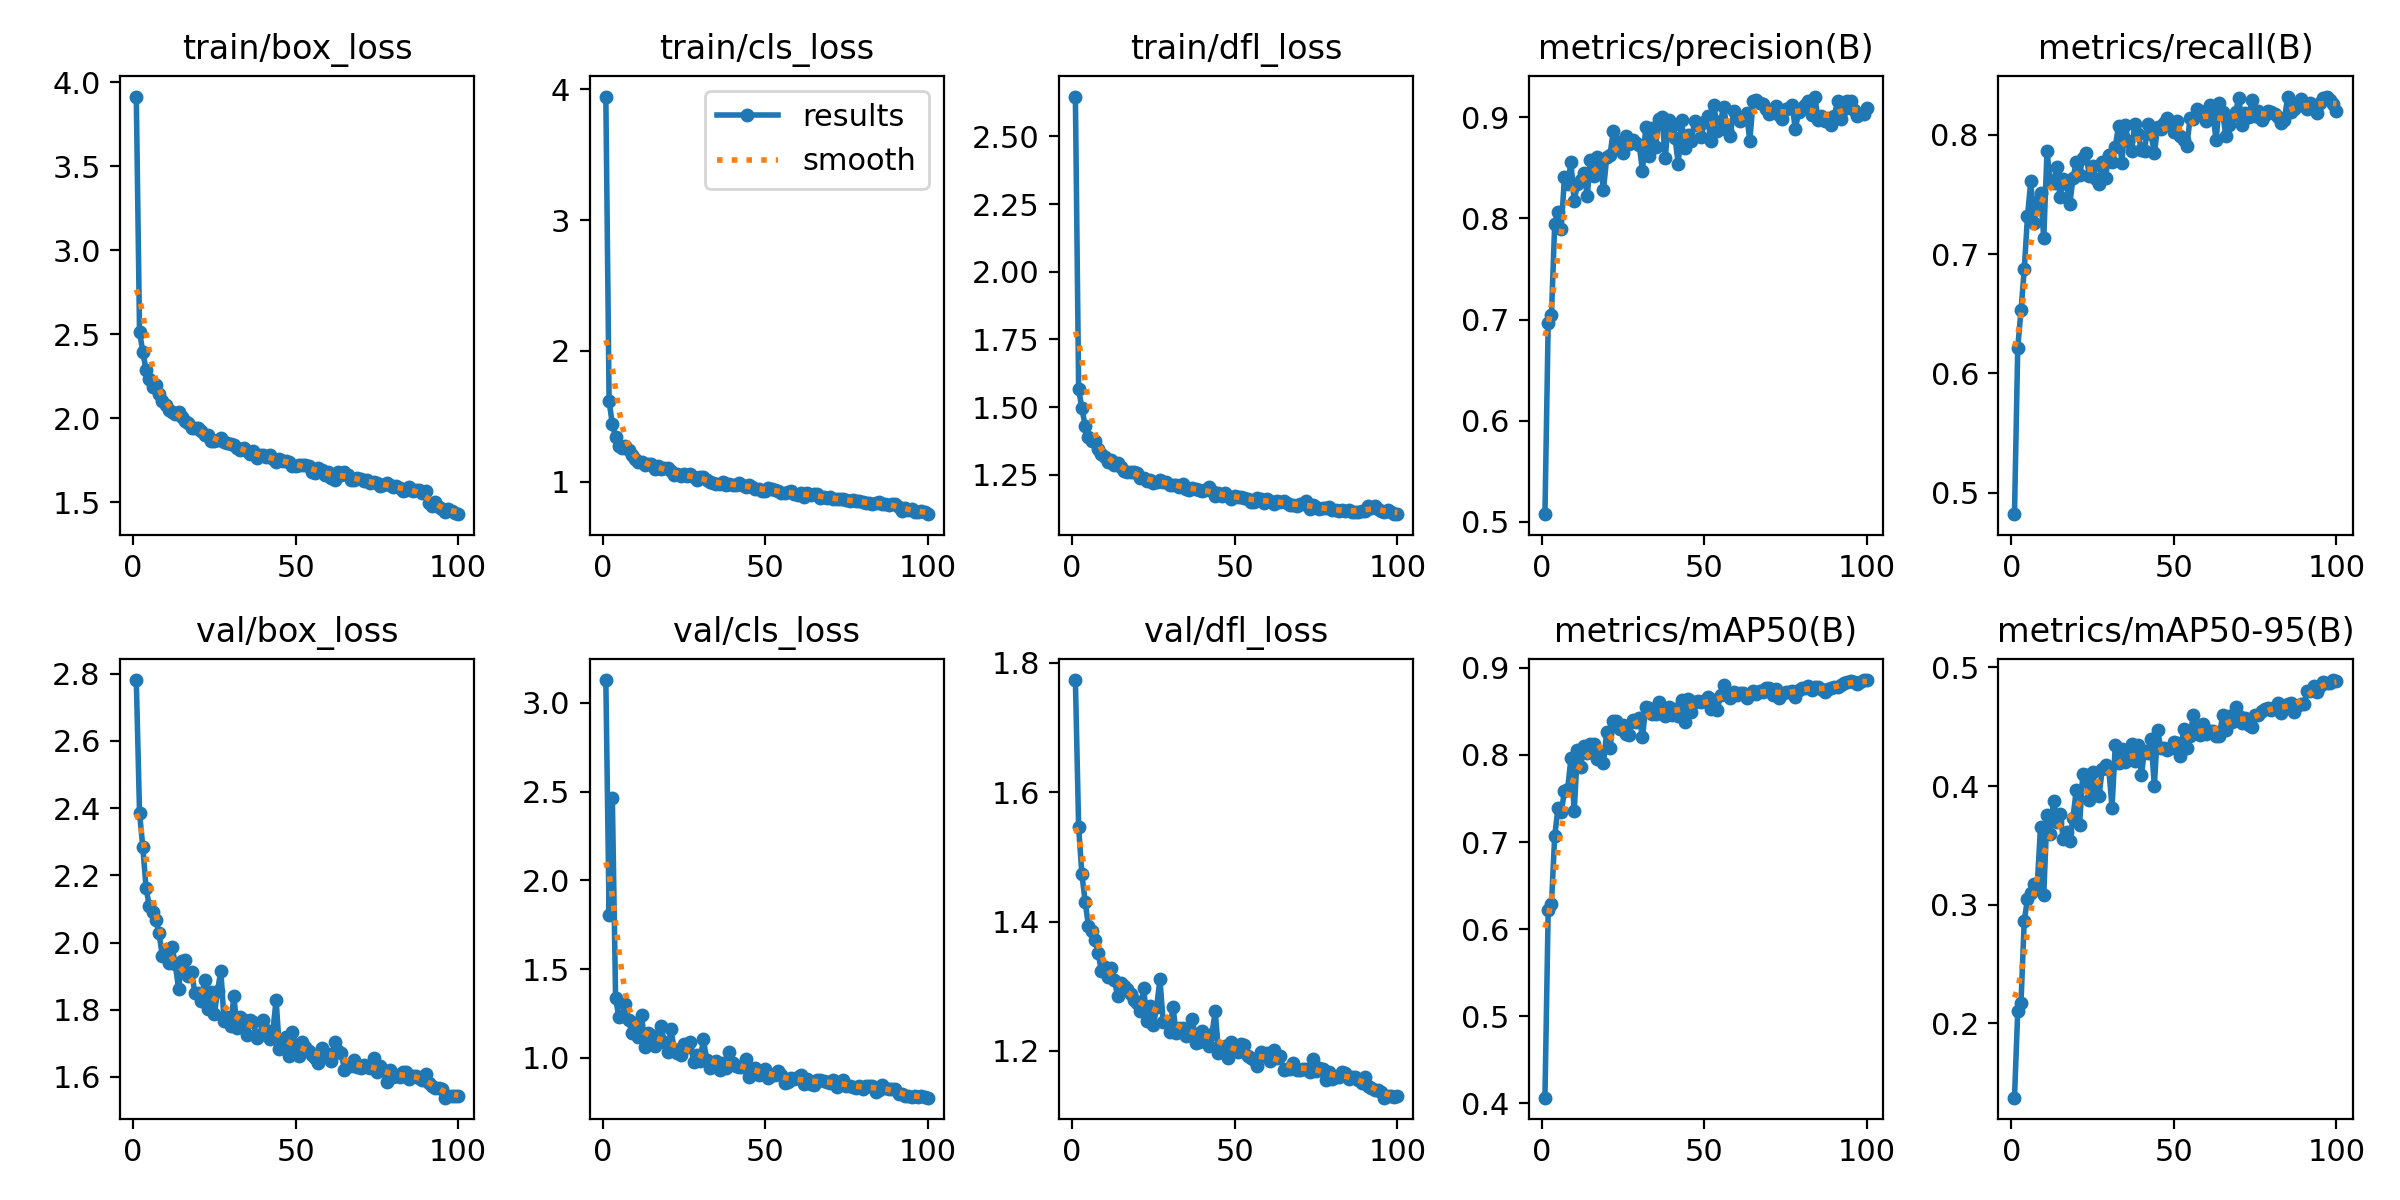 train/box_loss
4.0
3.5
3.0
2.5
2.0
1.5
0 50 100
train/cls_loss
results
smooth
4
3
2
1
0 50 100
train/dfl_loss
2.50
2.25
2.00
1.75
1.50
1.25
0 50 100
metrics/precision(B)
0.9
0.8
0.7
0.6
0.5
0 50 100
metrics/recall(B)
0.8
0.7
0.6
0.5
0 50 100
val/box_loss
2.8
2.6
2.4
2.2
2.0
1.8
1.6
0 50 100
val/cls_loss
3.0
2.5
2.0
1.5
1.0
0 50 100
val/dfl_loss
1.8
1.6
1.4
1.2
0 50 100
metrics/mAP50(B)
0.9
0.8
0.7
0.6
0.5
0.4
0 50 100
metrics/mAP50-95(B)
0.5
0.4
0.3
0.2
0 50 100